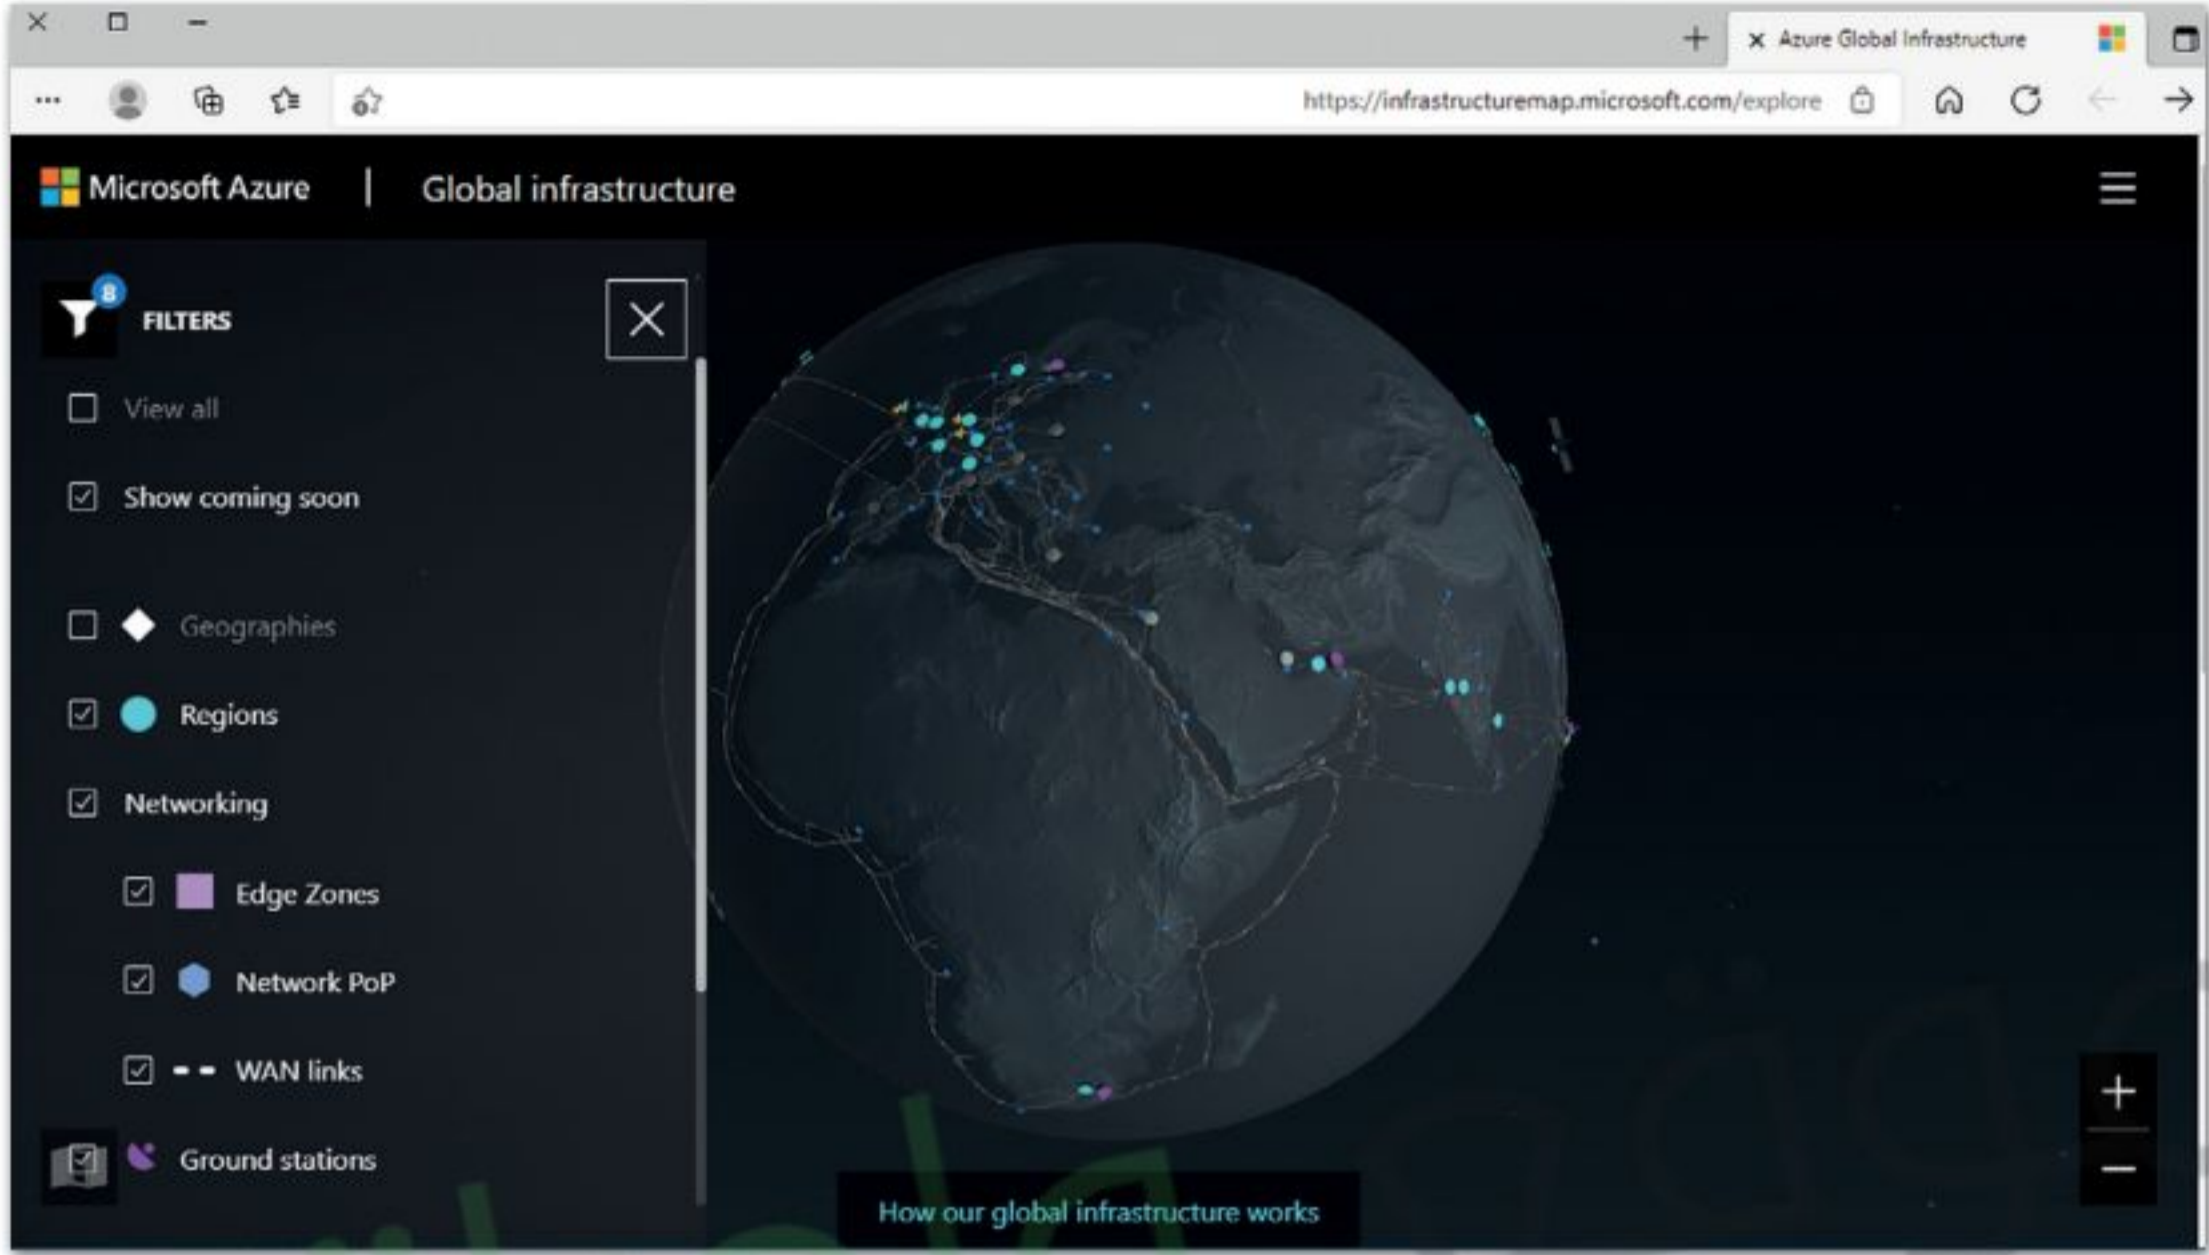 Azure Global Infrastructure
https://infrastructuremap.microsoft.com/explore
Microsoft Azure | Global infrastructure
8
FILTERS
View all
Show coming soon
Geographies
Regions
Networking
Edge Zones
Network PoP
WAN links
Ground stations
How our global infrastructure works